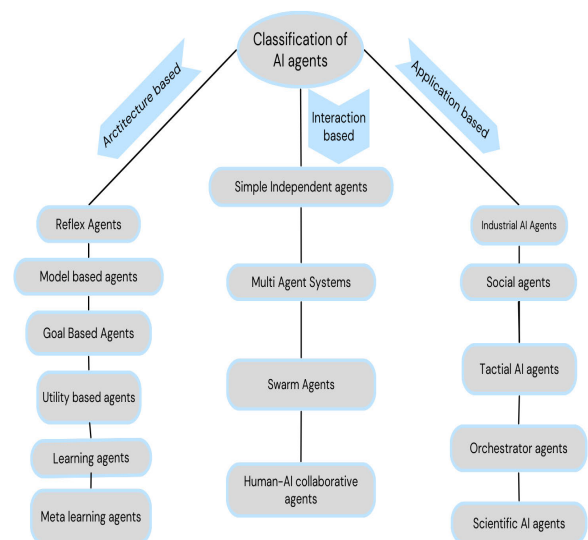 Classification of
AI agents
Arctitecture based
Interaction
based
Application based
Simple Independent agents
Reflex Agents
Industrial AI Agents
Model based agents
Multi Agent Systems
Social agents
Goal Based Agents
Tactial AI agents
Utility based agents
Swarm Agents
Learning agents
Orchestrator agents
Human-AI collaborative
agents
Meta learning agents
Scientific AI agents